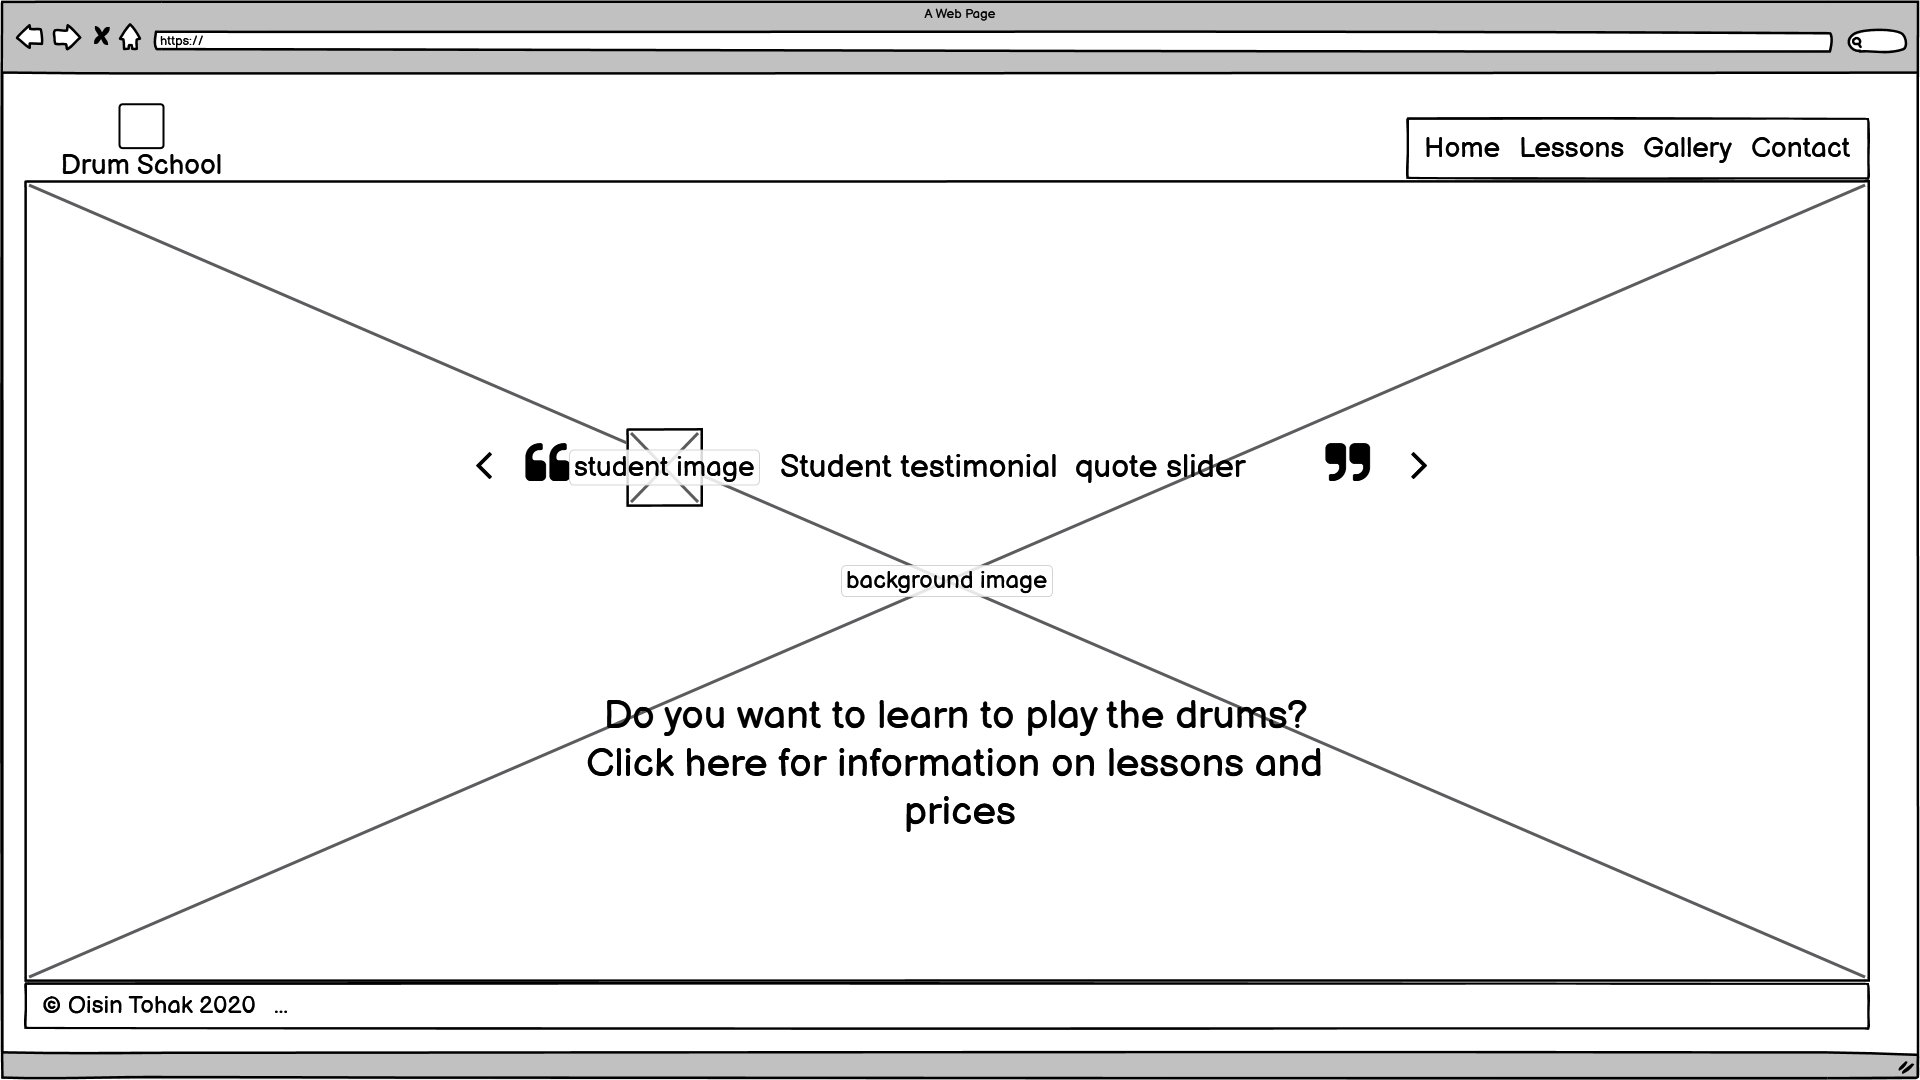 A Web Page
https://
Drum School
Home Lessons Gallery Contact
“ student image Student testimonial quote slider ”
background image
Do you want to learn to play the drums?
Click here for information on lessons and
prices
© Oisin Tohak 2020 ...